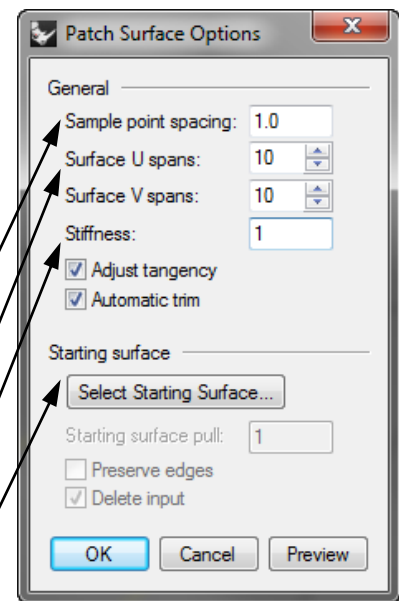 Patch Surface Options
General
Sample point spacing: 1.0
Surface U spans: 10
Surface V spans: 10
Stiffness: 1
Adjust tangency
Automatic trim
Starting surface
Select Starting Surface...
Starting surface pull: 1
Preserve edges
Delete input
OK Cancel Preview